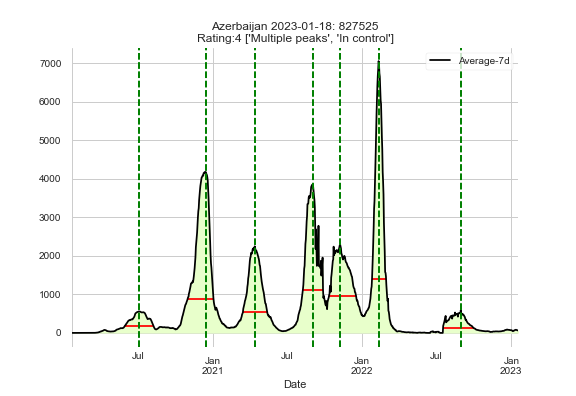 Azerbaijan 2023-01-18: 827525
Rating:4 ['Multiple peaks', 'In control']
Average-7d
7000
6000
5000
4000
3000
2000
1000
0
Jul
Jan
2021
Jul
Jan
2022
Jul
Jan
2023
Date